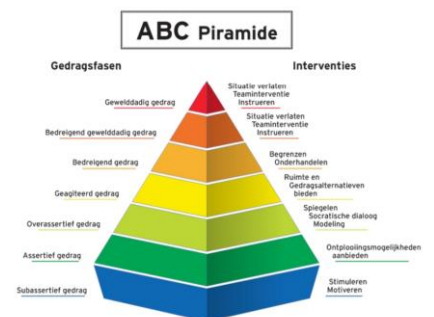 ABC Piramide
Gedragsfasen
Interventies
Gewelddadig gedrag
Situatie verlaten
Teaminterventie
Instrueren
Bedreigend gewelddadig gedrag
Situatie verlaten
Teaminterventie
Instrueren
Bedreigend gedrag
Begrenzen
Onderhandelen
Geagiteerd gedrag
Ruimte en
Gedragsalternatieven
bieden
Overassertief gedrag
Spiegelen
Socratische dialoog
Modeling
Assertief gedrag
Ontplooiingsmogelijkheden
aanbieden
Subassertief gedrag
Stimuleren
Motiveren